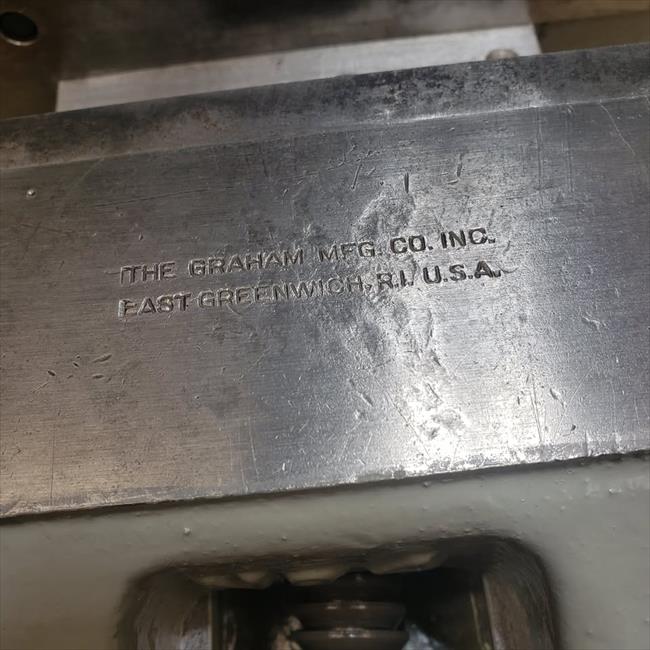 THE GRAHAM MFG. CO. INC.
EAST GREENWICH, R.I. U.S.A.